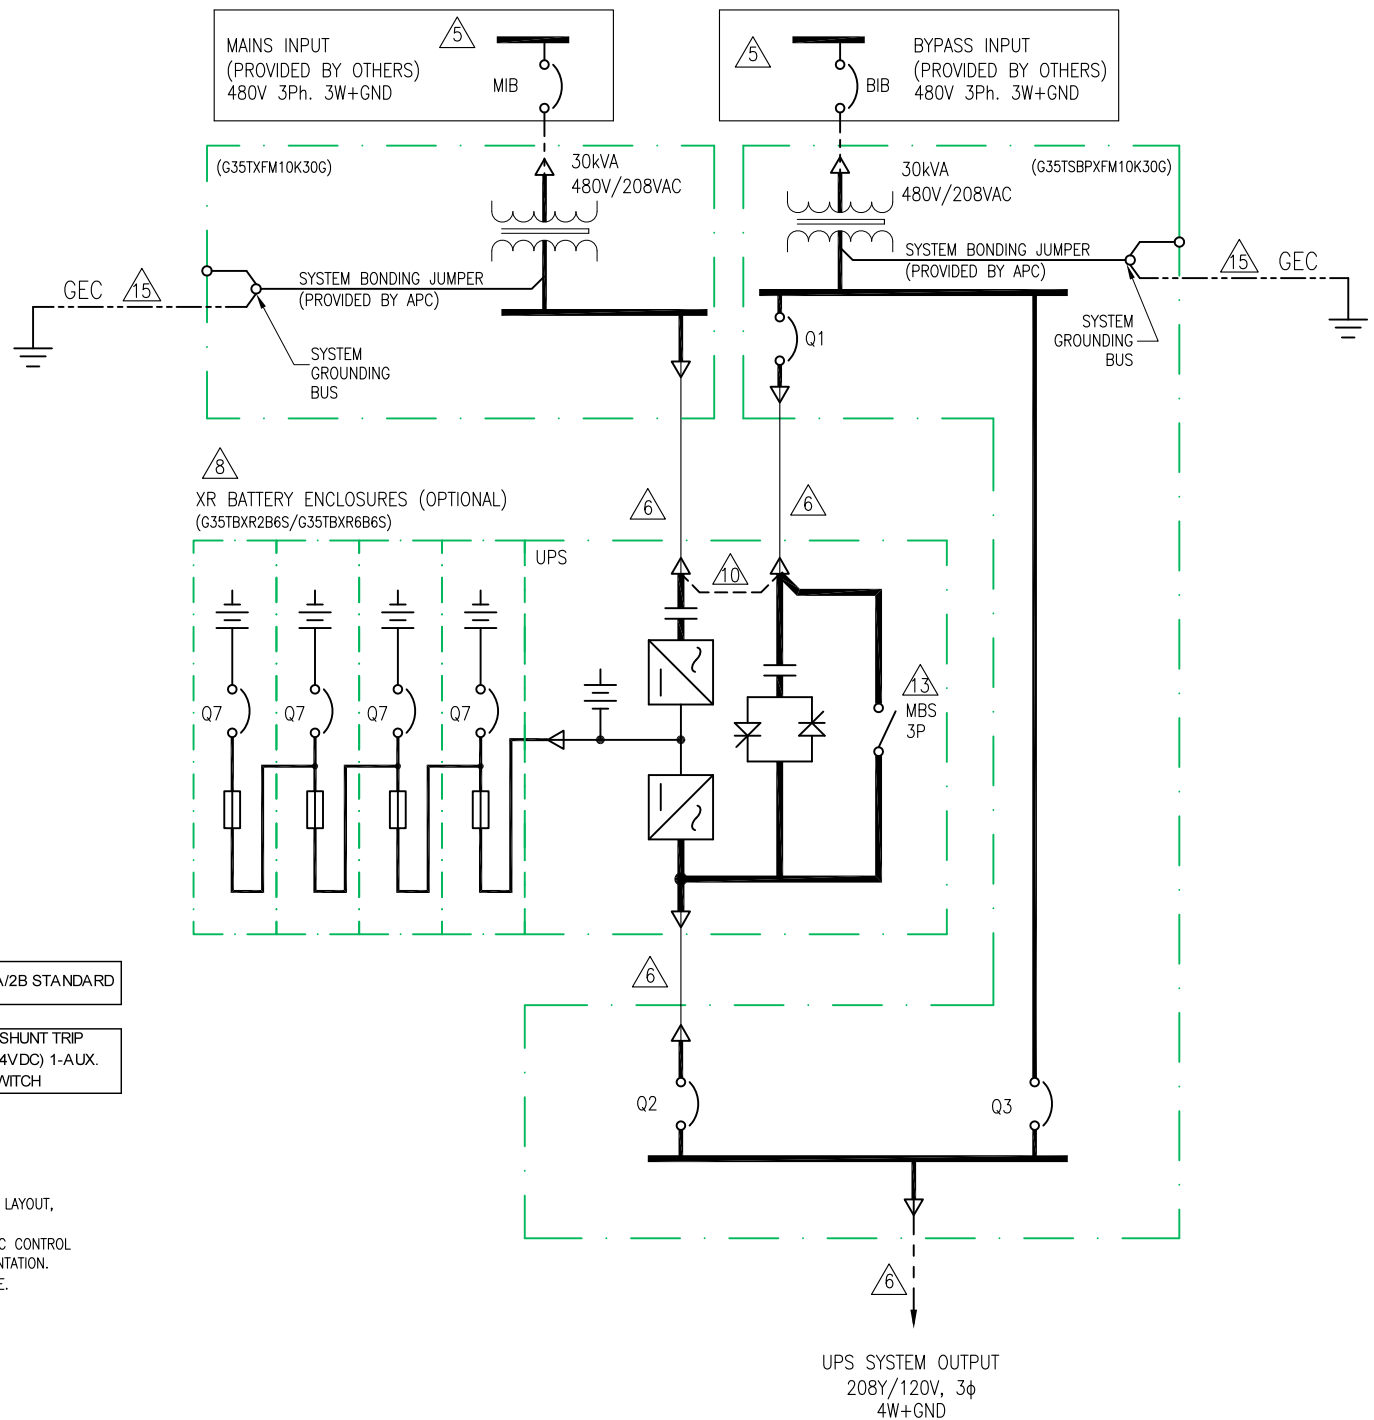 MAINS INPUT
(PROVIDED BY OTHERS)
480V 3Ph. 3W+GND
5
MIB
5
BIB
BYPASS INPUT
(PROVIDED BY OTHERS)
480V 3Ph. 3W+GND
(G35TXFM10K30G)
30kVA
480V/208VAC
30kVA
480V/208VAC
(G35TSBPXFM10K30G)
GEC
15
SYSTEM BONDING JUMPER
(PROVIDED BY APC)
SYSTEM
GROUNDING
BUS
SYSTEM BONDING JUMPER
(PROVIDED BY APC)
15
GEC
SYSTEM
GROUNDING
BUS
Q1
8
XR BATTERY ENCLOSURES (OPTIONAL)
(G35TBXR2B6S/G35TBXR6B6S)
6
6
UPS
10
Q7
Q7
Q7
Q7
13
MBS
3P
6
A/2B STANDARD
SHUNT TRIP
4VDC) 1-AUX.
WITCH
Q2
Q3
LAYOUT,
C CONTROL
NTATION.
E.
6
UPS SYSTEM OUTPUT
208Y/120V, 3ϕ
4W+GND